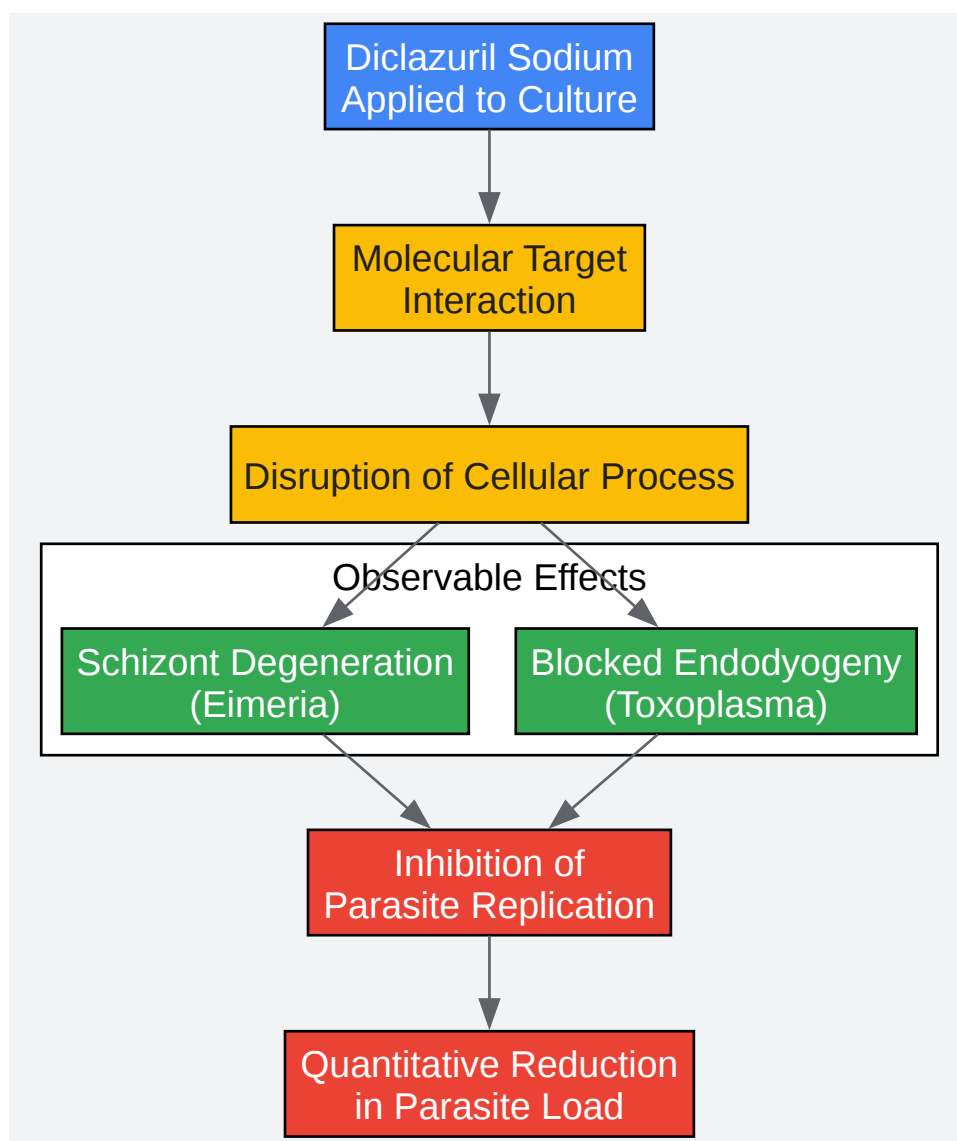 Diclazuril Sodium
Applied to Culture
Molecular Target
Interaction
Disruption of Cellular Process
Observable Effects
Schizont Degeneration
(Eimeria)
Blocked Endodyogeny
(Toxoplasma)
Inhibition of
Parasite Replication
Quantitative Reduction
in Parasite Load